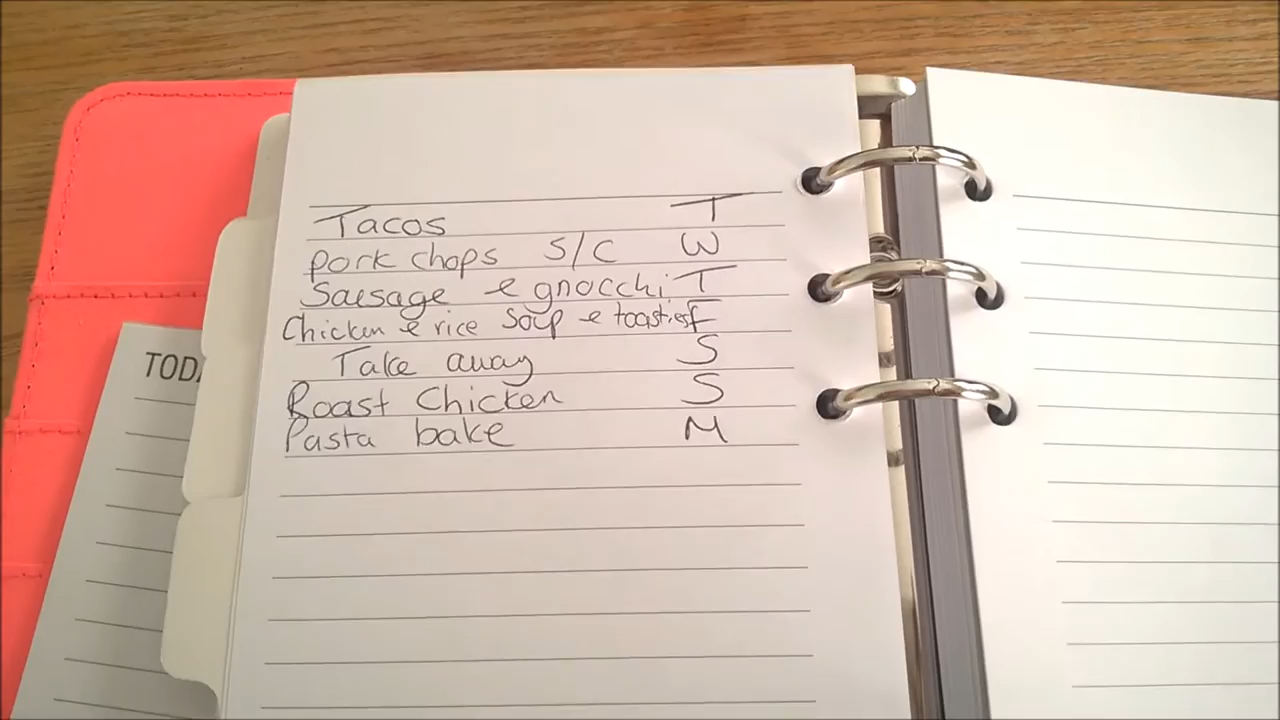 Tacos T
Pork chops S/C W
Sausage e gnocchi T
Chicken e rice Soup e toasties F
Take away S
Roast Chicken S
Pasta bake M
TODA